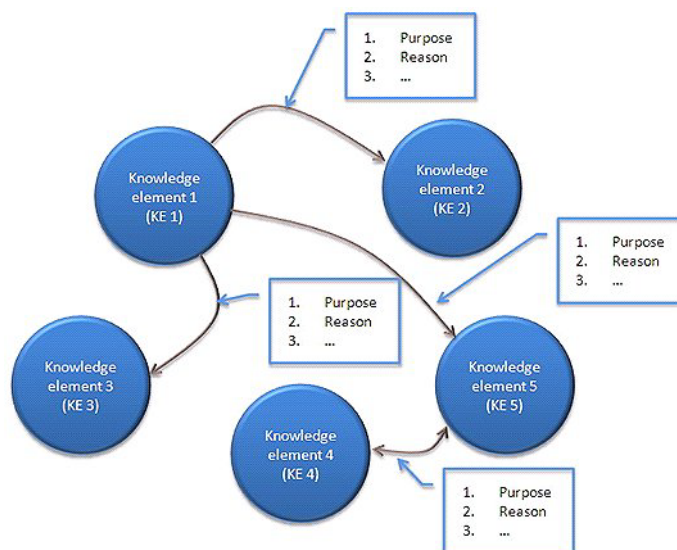 1. Purpose
2. Reason
3. ...
Knowledge
element 1
(KE 1)
Knowledge
element 2
(KE 2)
1. Purpose
2. Reason
3. ...
1. Purpose
2. Reason
3. ...
Knowledge
element 3
(KE 3)
Knowledge
element 5
(KE 5)
Knowledge
element 4
(KE 4)
1. Purpose
2. Reason
3. ...